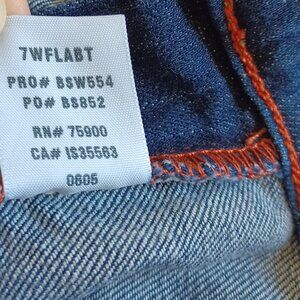 7WFLABT
PRO# BSW554
PO# BS852
RN# 75900
CA# IS35563
0605